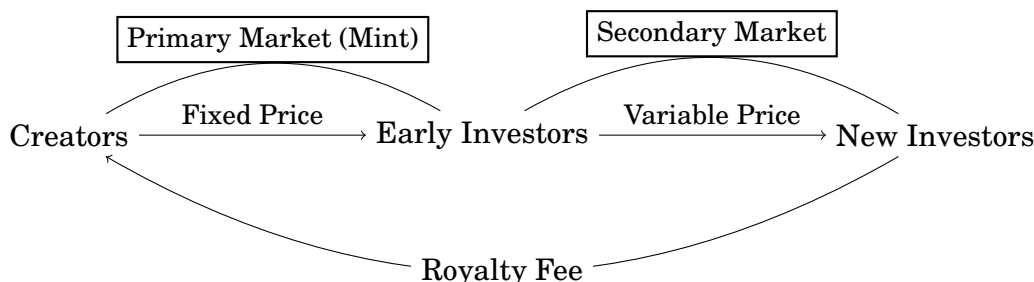 Primary Market (Mint)
Secondary Market
Fixed Price
Variable Price
Creators
Early Investors
New Investors
Royalty Fee